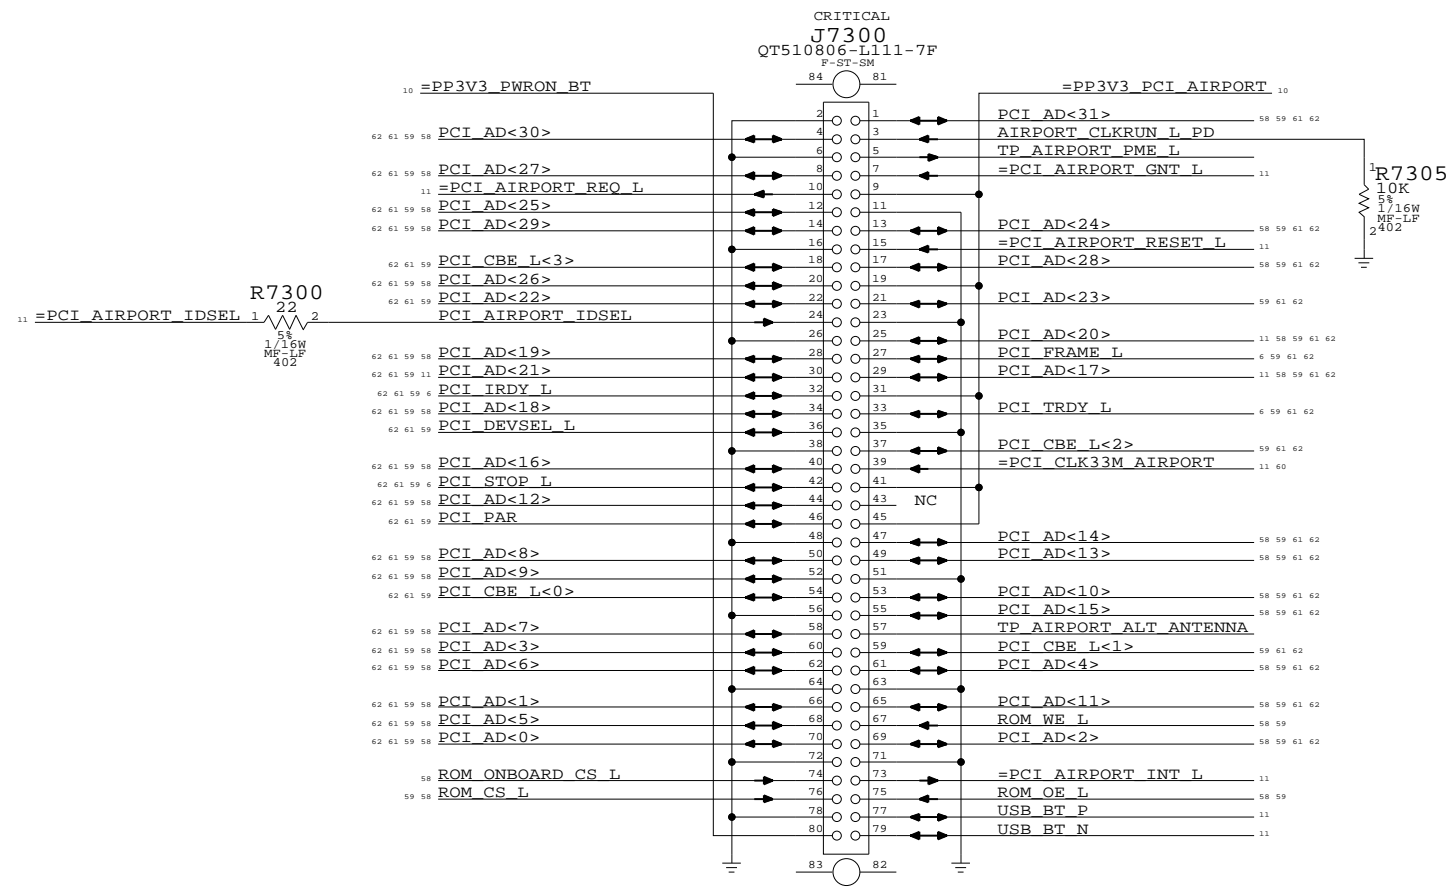 CRITICAL
J7300
QT510806-L111-7F
F-ST-SM
84 81
10 =PP3V3_PWRON_BT
=PP3V3_PCI_AIRPORT 10
2 1 PCI_AD<31> 58 59 61 62
62 61 59 58 PCI_AD<30> 4 3 AIRPORT_CLKRUN_L_PD
6 5 TP_AIRPORT_PME_L
62 61 59 58 PCI_AD<27> 8 7 =PCI_AIRPORT_GNT_L 11
11 =PCI_AIRPORT_REQ_L 10 9
62 61 59 58 PCI_AD<25> 12 11
62 61 59 58 PCI_AD<29> 14 13 PCI_AD<24> 58 59 61 62
16 15 =PCI_AIRPORT_RESET_L 11
62 61 59 PCI_CBE_L<3> 18 17 PCI_AD<28> 58 59 61 62
62 61 59 58 PCI_AD<26> 20 19
62 61 59 PCI_AD<22> 22 21 PCI_AD<23> 59 61 62
11 =PCI_AIRPORT_IDSEL 1 2 PCI_AIRPORT_IDSEL 24 23
R7300
22
5%
1/16W
MF-LF
402
1
R7305
10K
5%
1/16W
MF-LF
2 402
26 25 PCI_AD<20> 11 58 59 61 62
62 61 59 58 PCI_AD<19> 28 27 PCI_FRAME_L 6 59 61 62
62 61 59 11 PCI_AD<21> 30 29 PCI_AD<17> 11 58 59 61 62
62 61 59 6 PCI_IRDY_L 32 31
62 61 59 58 PCI_AD<18> 34 33 PCI_TRDY_L 6 59 61 62
62 61 59 PCI_DEVSEL_L 36 35
38 37 PCI_CBE_L<2> 59 61 62
62 61 59 58 PCI_AD<16> 40 39 =PCI_CLK33M_AIRPORT 11 60
62 61 59 6 PCI_STOP_L 42 41
62 61 59 58 PCI_AD<12> 44 43 NC
62 61 59 PCI_PAR 46 45
48 47 PCI_AD<14> 58 59 61 62
62 61 59 58 PCI_AD<8> 50 49 PCI_AD<13> 58 59 61 62
62 61 59 58 PCI_AD<9> 52 51
62 61 59 PCI_CBE_L<0> 54 53 PCI_AD<10> 58 59 61 62
56 55 PCI_AD<15> 58 59 61 62
62 61 59 58 PCI_AD<7> 58 57 TP_AIRPORT_ALT_ANTENNA
62 61 59 58 PCI_AD<3> 60 59 PCI_CBE_L<1> 59 61 62
62 61 59 58 PCI_AD<6> 62 61 PCI_AD<4> 58 59 61 62
64 63
62 61 59 58 PCI_AD<1> 66 65 PCI_AD<11> 58 59 61 62
62 61 59 58 PCI_AD<5> 68 67 ROM_WE_L 58 59
62 61 59 58 PCI_AD<0> 70 69 PCI_AD<2> 58 59 61 62
72 71
58 ROM_ONBOARD_CS_L 74 73 =PCI_AIRPORT_INT_L 11
59 58 ROM_CS_L 76 75 ROM_OE_L 58 59
78 77 USB_BT_P 11
80 79 USB_BT_N 11
83 82